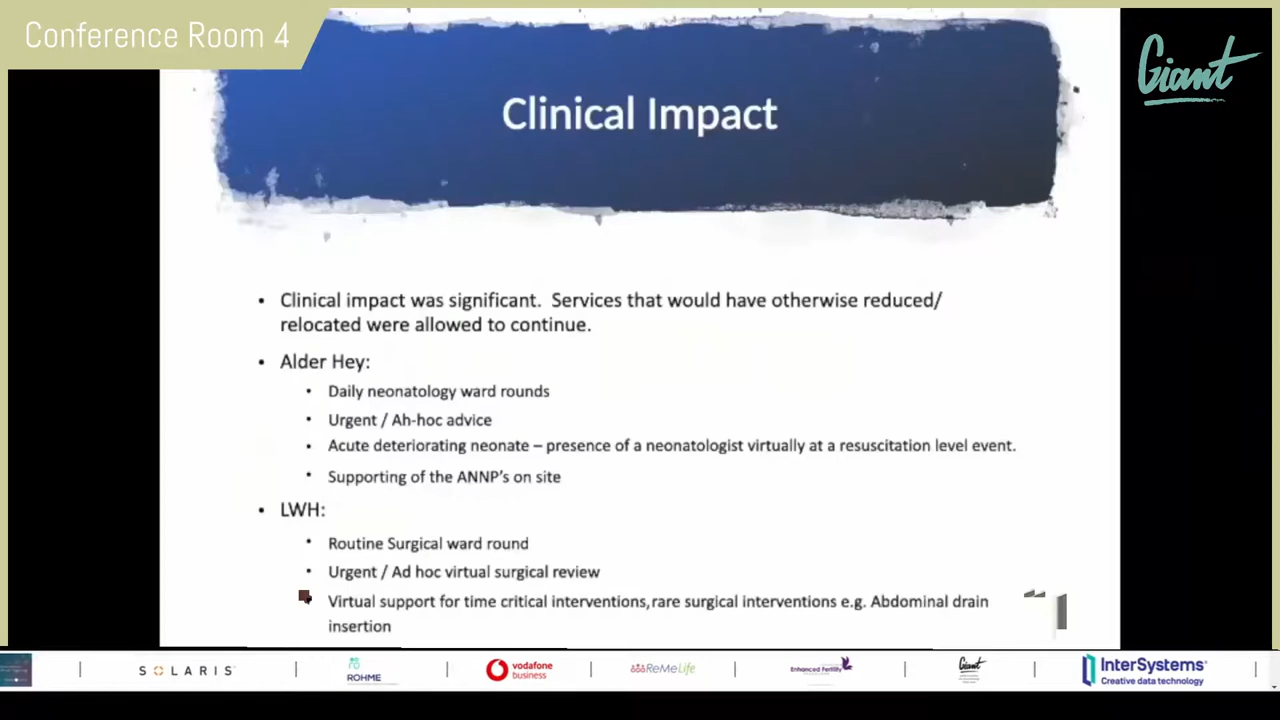 Conference Room 4
Giant
Clinical Impact
• Clinical impact was significant.  Services that would have otherwise reduced/
relocated were allowed to continue.
• Alder Hey:
• Daily neonatology ward rounds
• Urgent / Ah-hoc advice
• Acute deteriorating neonate – presence of a neonatologist virtually at a resuscitation level event.
• Supporting of the ANNP's on site
• LWH:
• Routine Surgical ward round
• Urgent / Ad hoc virtual surgical review
• Virtual support for time critical interventions, rare surgical interventions e.g. Abdominal drain
insertion
SOLARIS
ROHME
vodafone
business
ReMeLife
Enhanced Fertility
Giant
InterSystems
Creative data technology